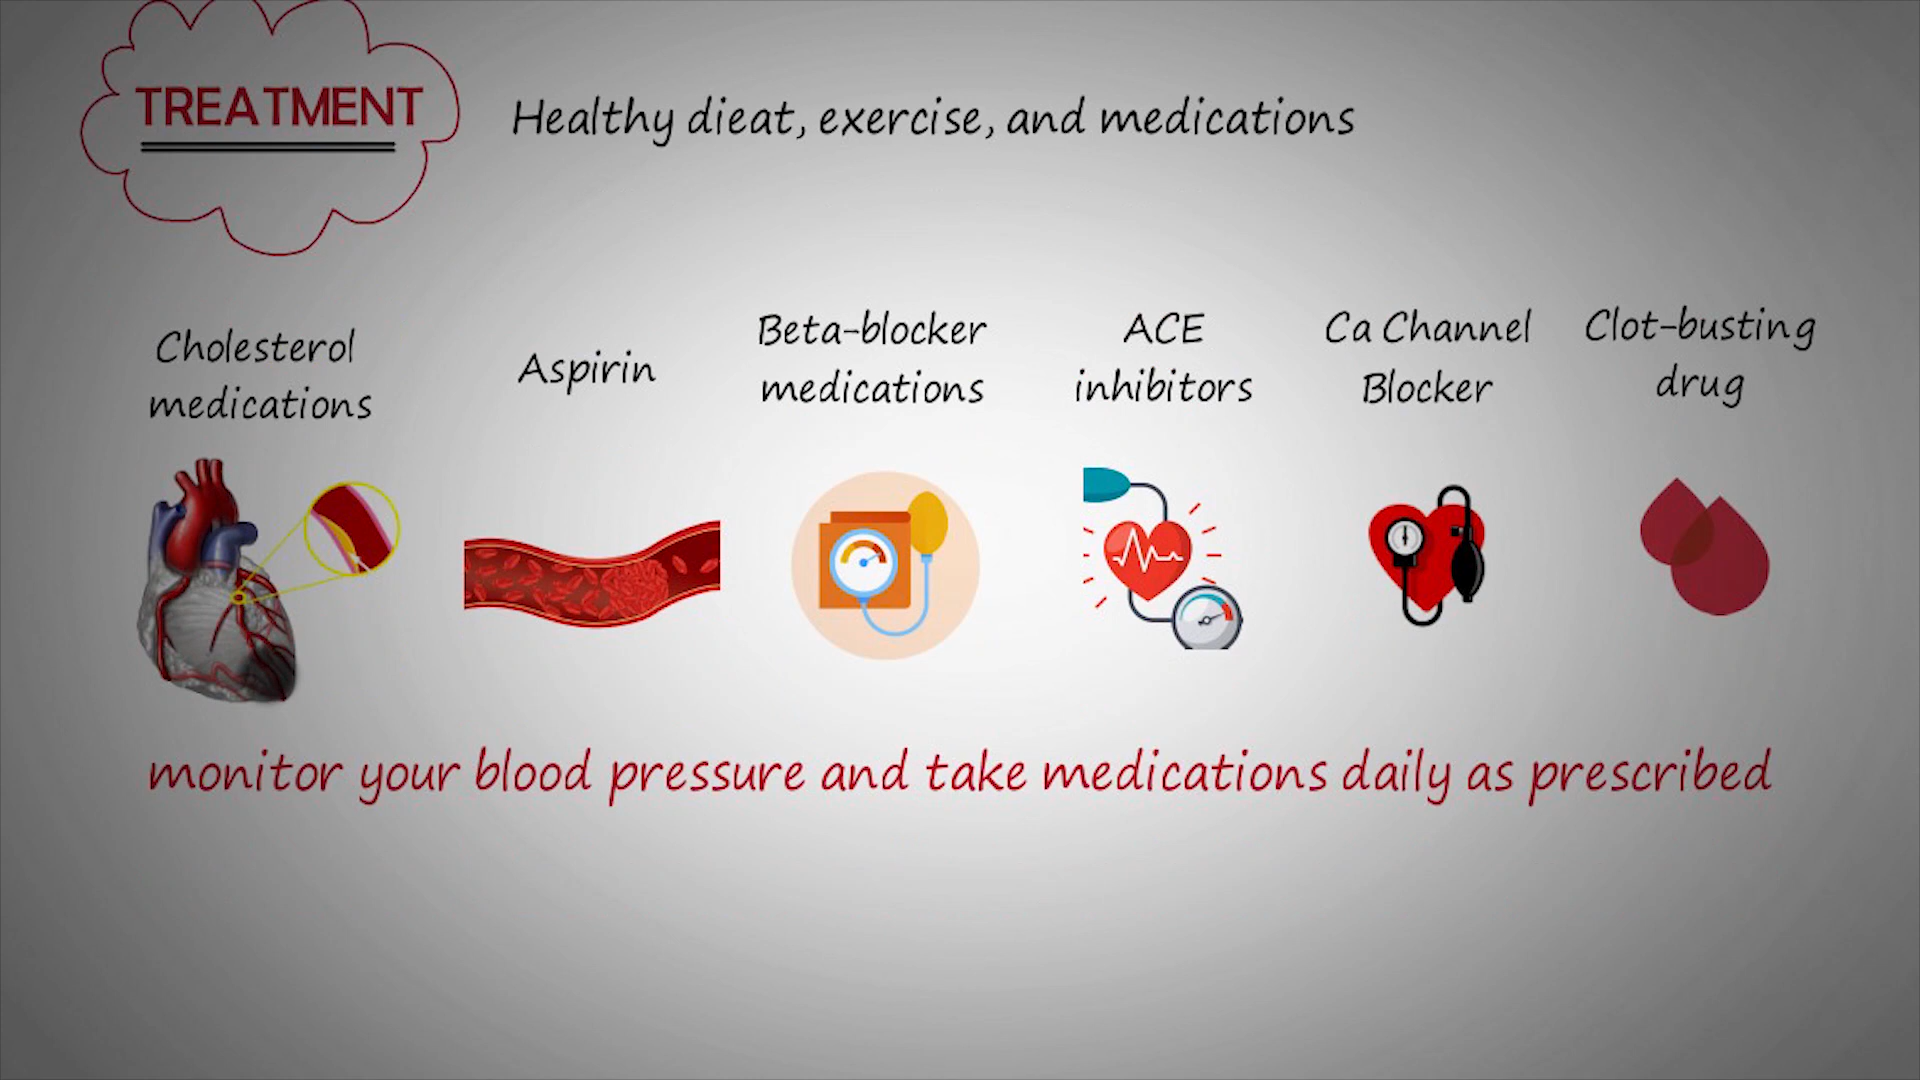 TREATMENT
Healthy dieat, exercise, and medications
Cholesterol
medications
Aspirin
Beta-blocker
medications
ACE
inhibitors
Ca Channel
Blocker
Clot-busting
drug
monitor your blood pressure and take medications daily as prescribed